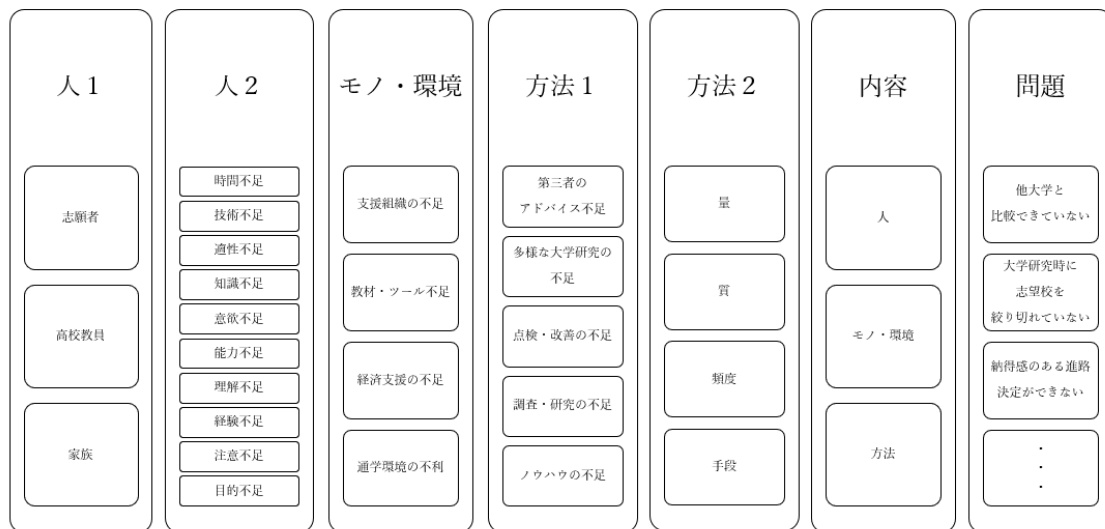 人１
志願者
高校教員
家族
人２
時間不足
技術不足
適性不足
知識不足
意欲不足
能力不足
理解不足
経験不足
注意不足
目的不足
モノ・環境
支援組織の不足
教材・ツール不足
経済支援の不足
通学環境の不利
方法１
第三者の
アドバイス不足
多様な大学研究の
不足
点検・改善の不足
調査・研究の不足
ノウハウの不足
方法２
量
質
頻度
手段
内容
人
モノ・環境
方法
問題
他大学と
比較できていない
大学研究時に
志望校を
絞り切れていない
納得感のある進路
決定ができない
・
・
・